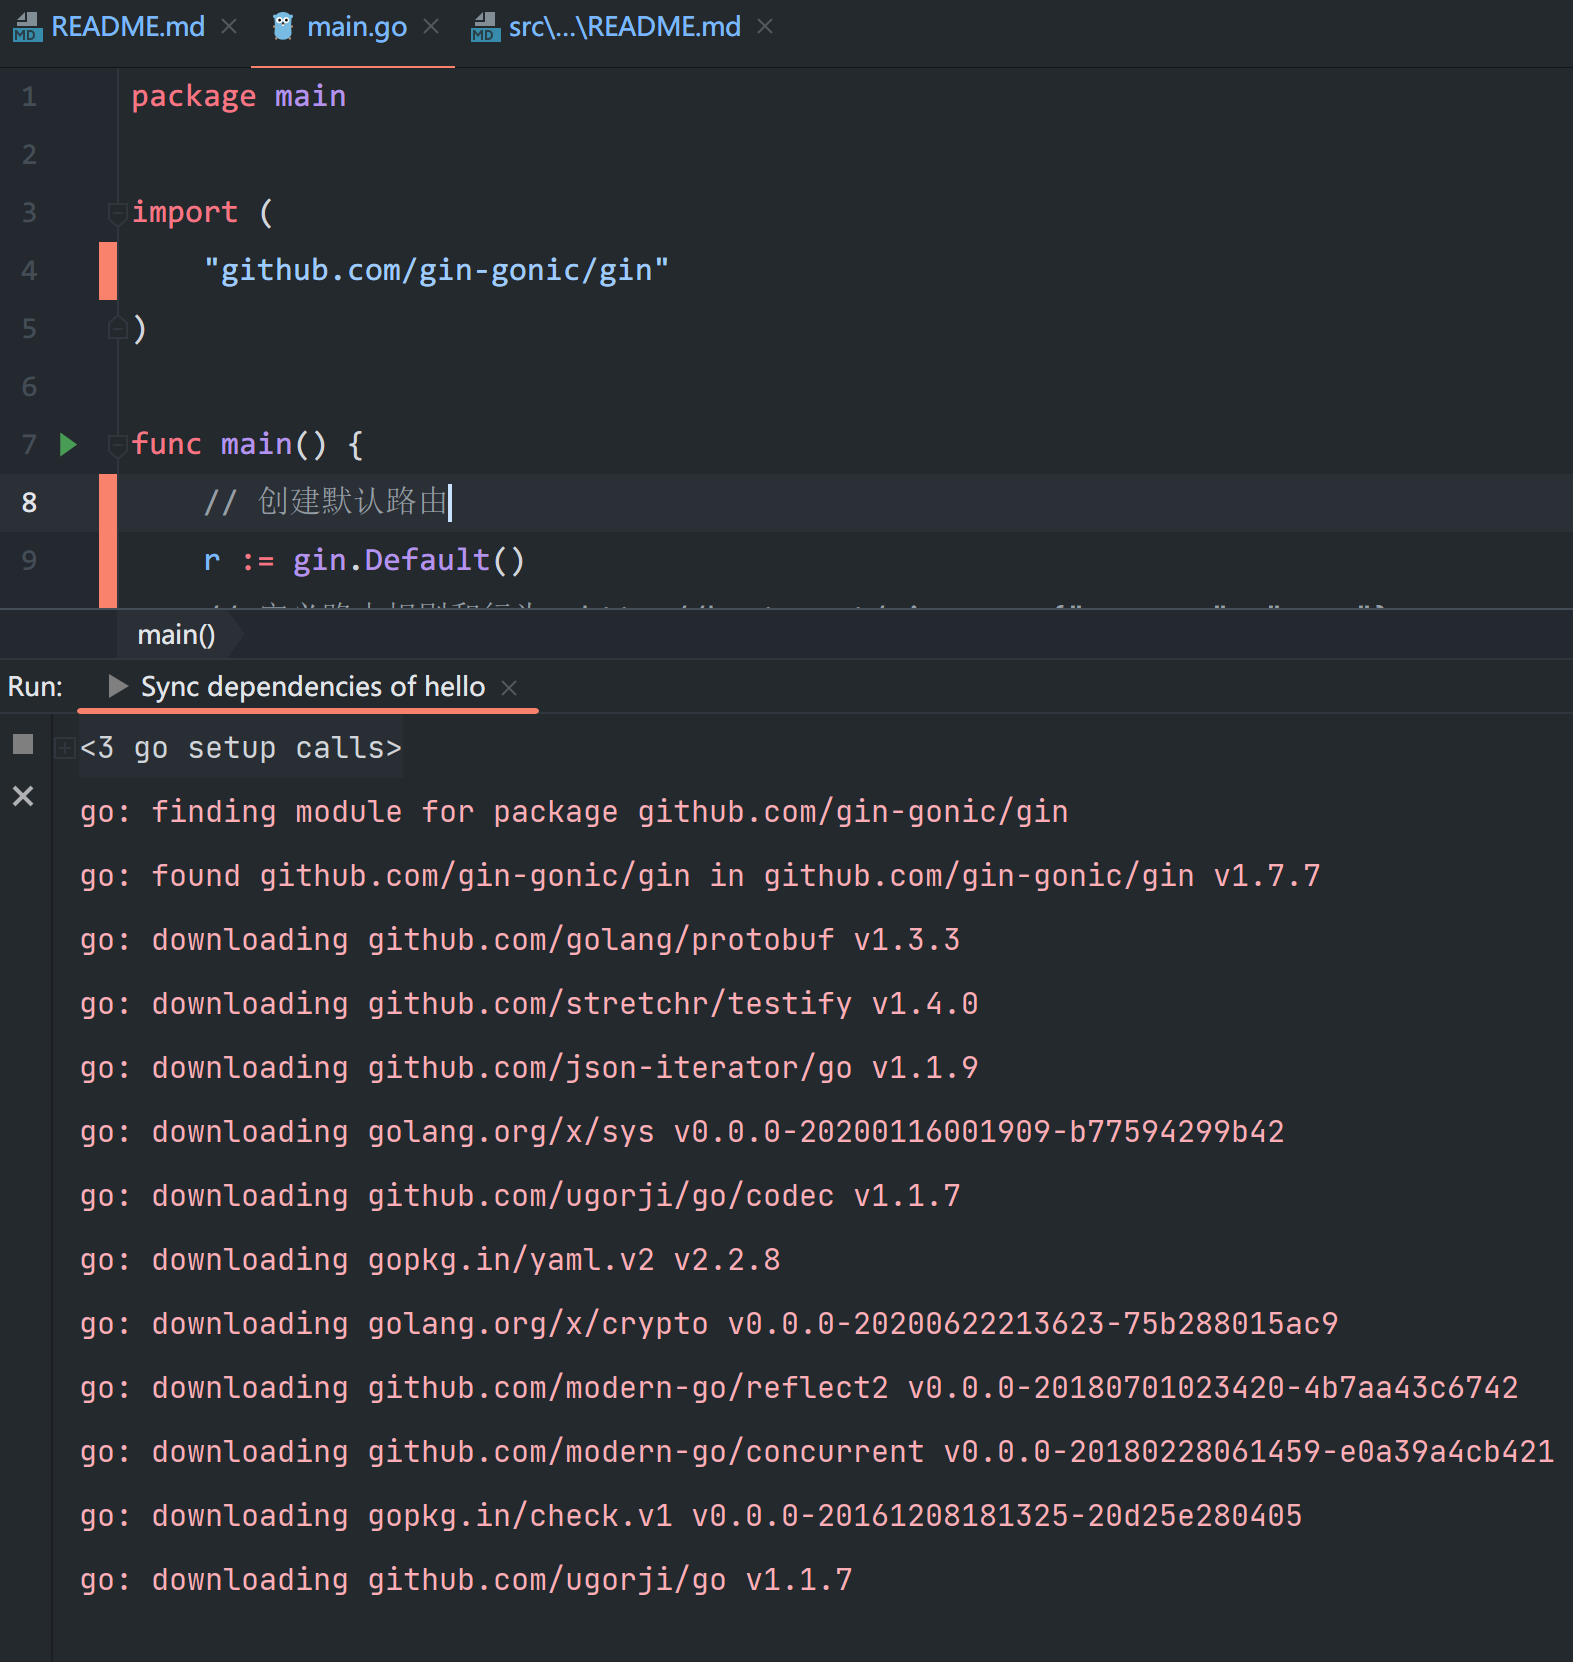 README.md main.go src\...\README.md
1 package main
2
3 import (
4 "github.com/gin-gonic/gin"
5 )
6
7 func main() {
8 // 创建默认路由
9 r := gin.Default()
main()
Run: Sync dependencies of hello
<3 go setup calls>
go: finding module for package github.com/gin-gonic/gin
go: found github.com/gin-gonic/gin in github.com/gin-gonic/gin v1.7.7
go: downloading github.com/golang/protobuf v1.3.3
go: downloading github.com/stretchr/testify v1.4.0
go: downloading github.com/json-iterator/go v1.1.9
go: downloading golang.org/x/sys v0.0.0-20200116001909-b77594299b42
go: downloading github.com/ugorji/go/codec v1.1.7
go: downloading gopkg.in/yaml.v2 v2.2.8
go: downloading golang.org/x/crypto v0.0.0-20200622213623-75b288015ac9
go: downloading github.com/modern-go/reflect2 v0.0.0-20180701023420-4b7aa43c6742
go: downloading github.com/modern-go/concurrent v0.0.0-20180228061459-e0a39a4cb421
go: downloading gopkg.in/check.v1 v0.0.0-20161208181325-20d25e280405
go: downloading github.com/ugorji/go v1.1.7